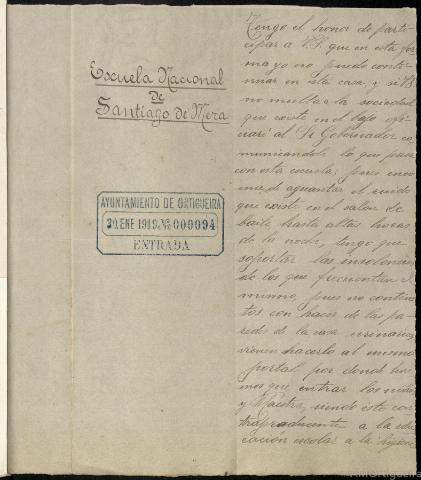 Escuela Nacional
de
Santiago de Mera
AYUNTAMIENTO DE ORTIGUEIRA
20. ENE 1919. Nº 000094
ENTRADA
Tengo el honor de parti-
cipar a V.S. que en esta for
ma yo no puedo conti-
nuar en esta casa y si V.S.
no multa la sociedad
que existe en el bajo ofi-
ciaré al Sr Gobernador co
municandole lo que pasa
con esta escuela, pues
de aguantar el ruido
que existe en el salón de
baile hasta altas horas
de la noche, tengo que
soportar las insolencias
de los que frecuentan el
mismo, pues no conten
tos con hacer de las pa-
redes de la casa urinarios
vienen hacerlo al mismo
portal por donde tene
mos que entrar los niños
y Maestra, siendo esto con
traproducente a la edu
cación escolar a la higiene
AMOrtigueira